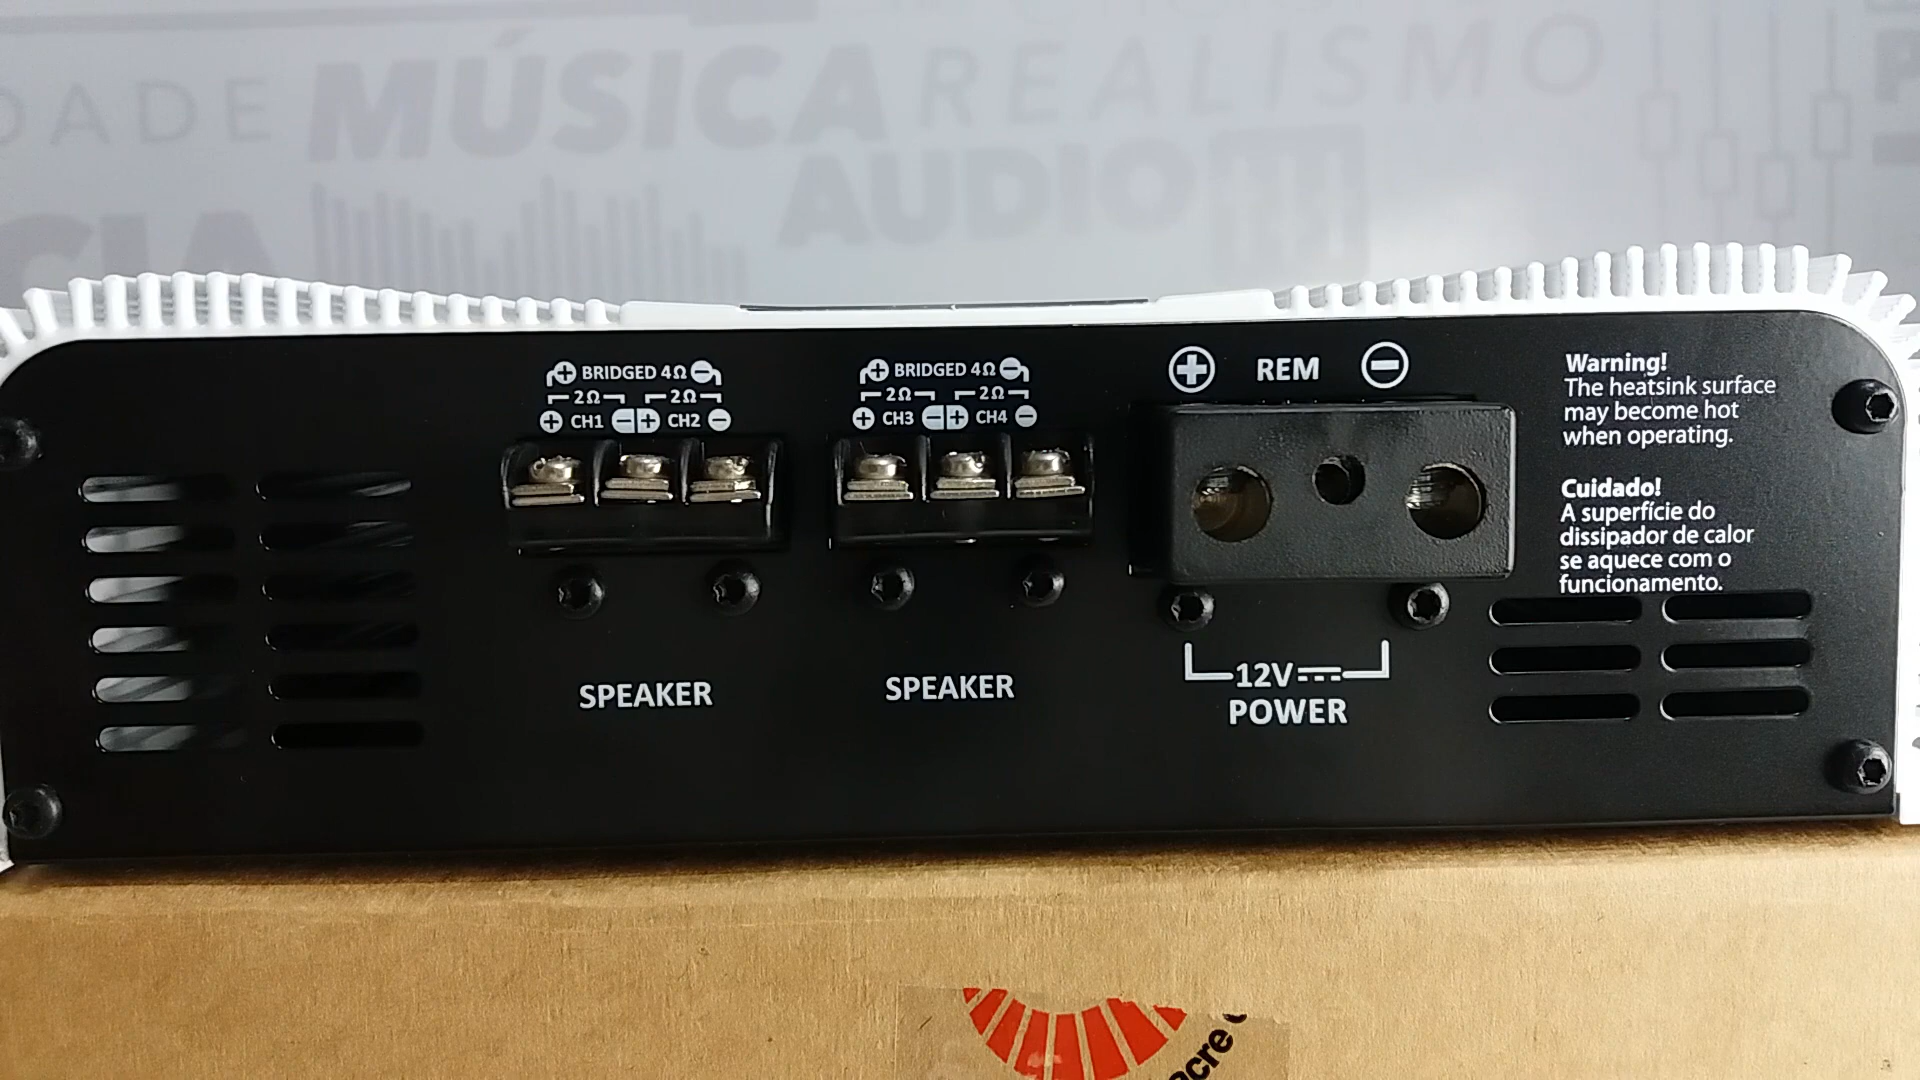 DADE MÚSICA REALISMO
AUDIO
CIA
BRIDGED 4Ω
2Ω 2Ω
+ CH1 − + CH2 −
BRIDGED 4Ω
2Ω 2Ω
+ CH3 − + CH4 −
+ REM −
Warning!
The heatsink surface
may become hot
when operating.
Cuidado!
A superfície do
dissipador de calor
se aquece com o
funcionamento.
SPEAKER
SPEAKER
12V
POWER
acre